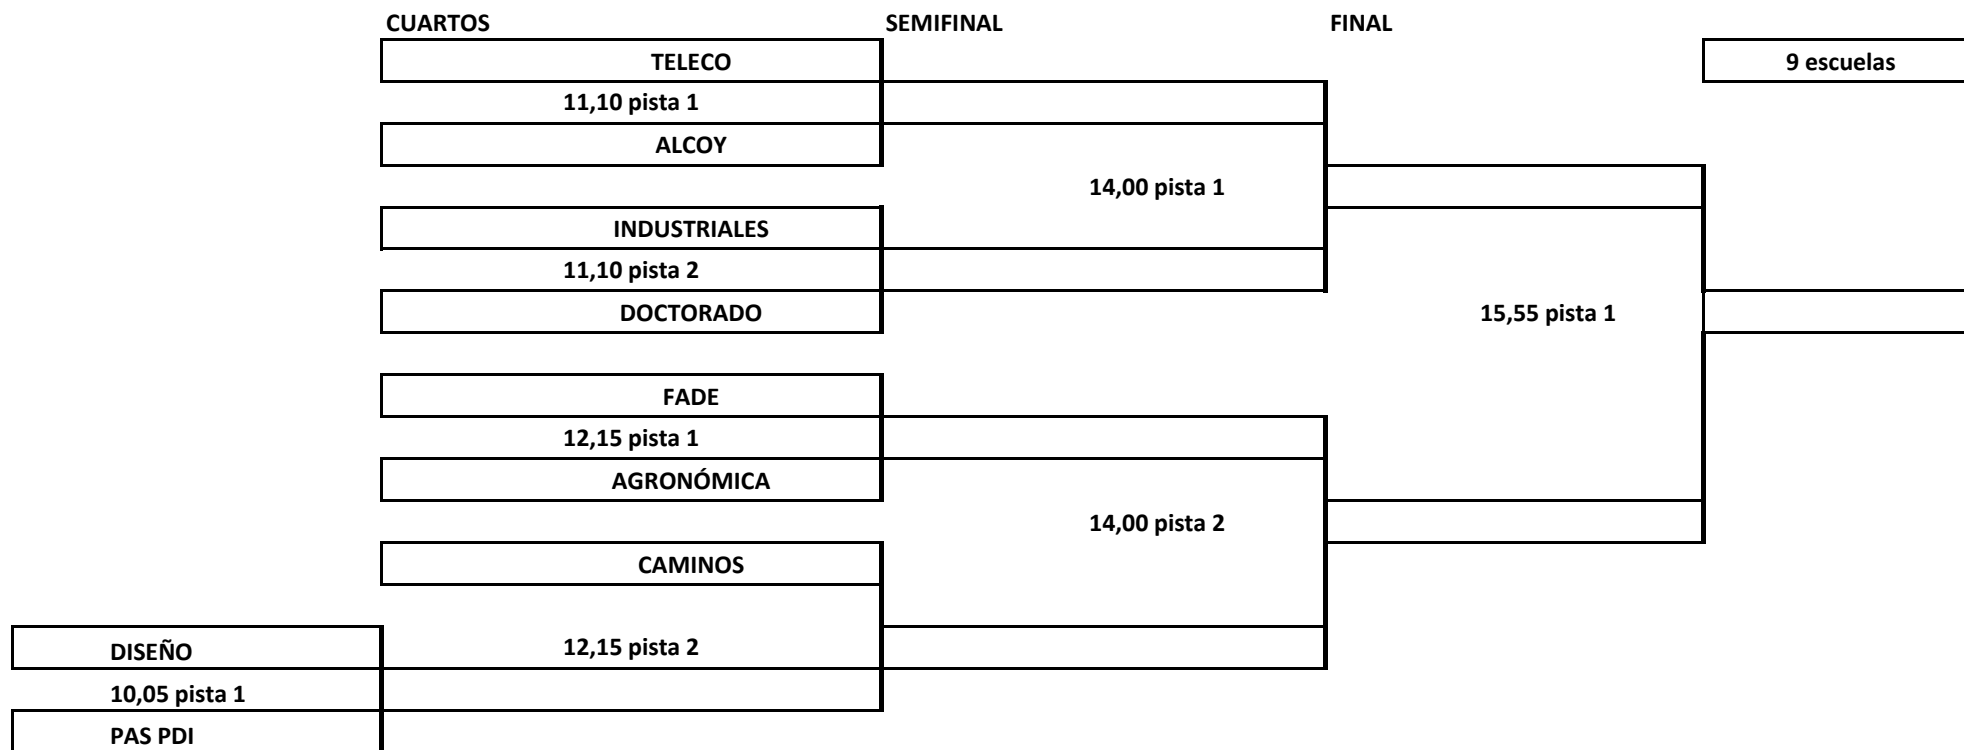 CUARTOS SEMIFINAL FINAL
TELECO 9 escuelas
11,10 pista 1
ALCOY
14,00 pista 1
INDUSTRIALES
11,10 pista 2
DOCTORADO 15,55 pista 1
FADE
12,15 pista 1
AGRONÓMICA
14,00 pista 2
CAMINOS
DISEÑO 12,15 pista 2
10,05 pista 1
PAS PDI